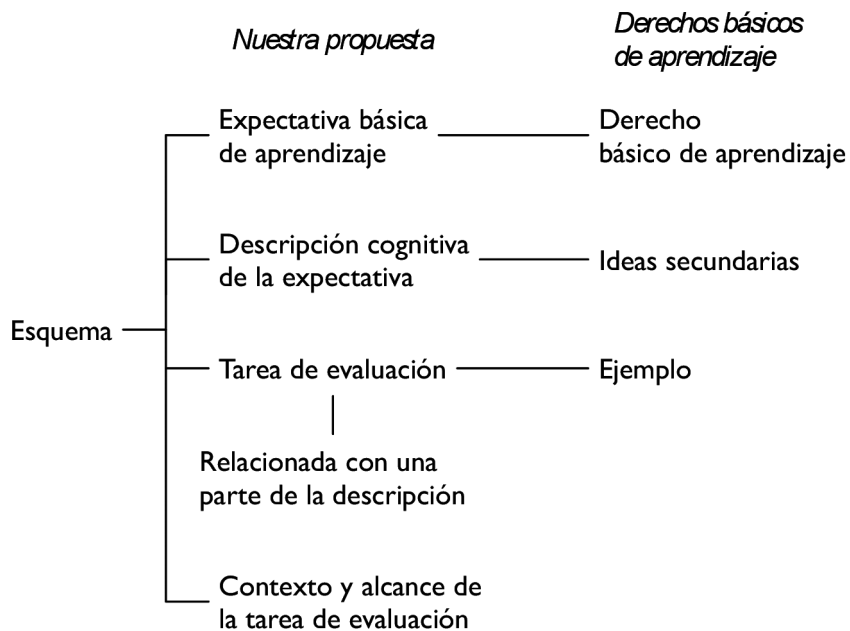 Nuestra propuesta
Derechos básicos
de aprendizaje
Expectativa básica
de aprendizaje
Derecho
básico de aprendizaje
Descripción cognitiva
de la expectativa
Ideas secundarias
Esquema
Tarea de evaluación
Ejemplo
Relacionada con una
parte de la descripción
Contexto y alcance de
la tarea de evaluación